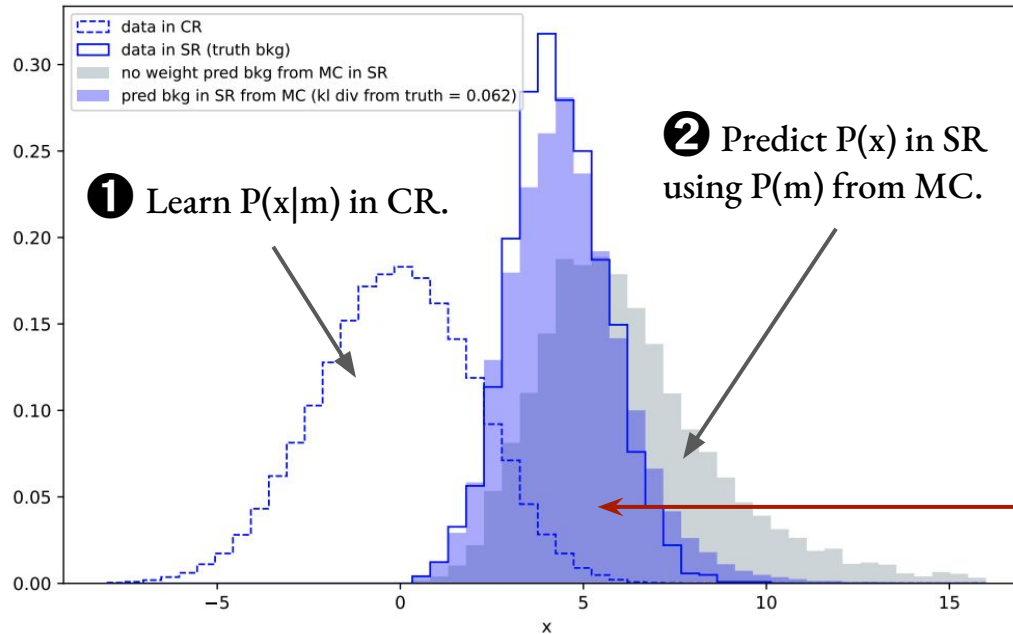 data in CR
data in SR (truth bkg)
no weight pred bkg from MC in SR
pred bkg in SR from MC (kl div from truth = 0.062)
❶ Learn P(x|m) in CR.
❷ Predict P(x) in SR
using P(m) from MC.
0.30
0.25
0.20
0.15
0.10
0.05
0.00
−5
0
5
10
15
x